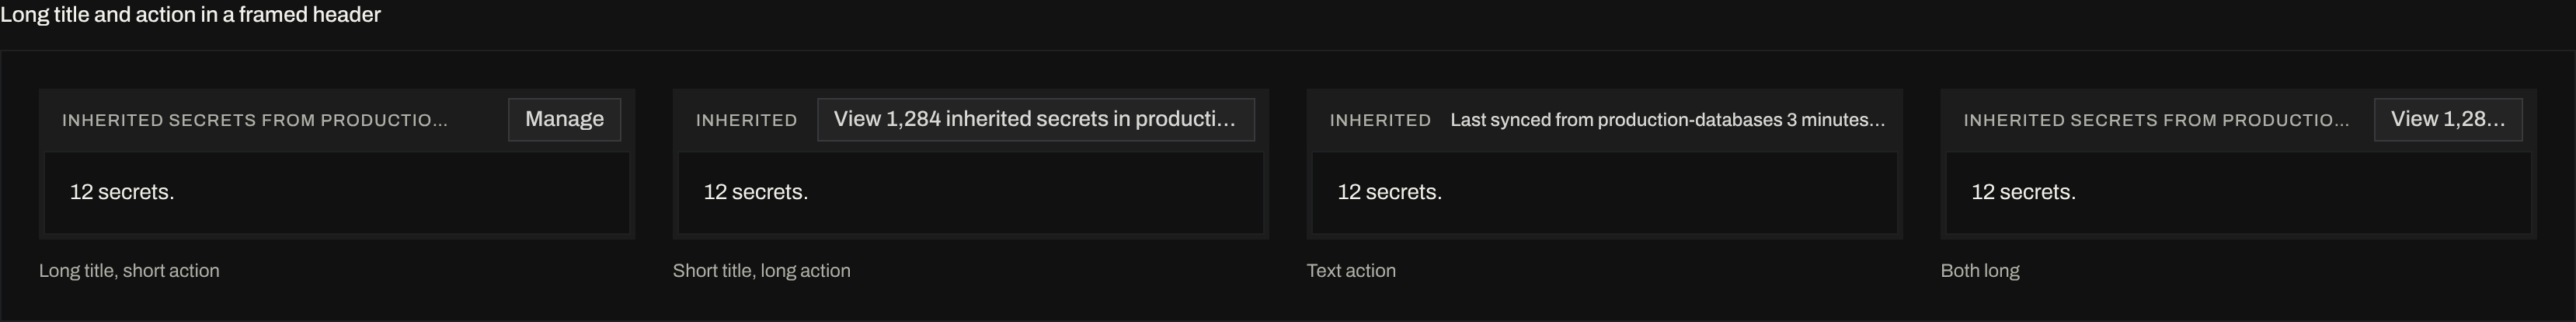 Long title and action in a framed header
INHERITED SECRETS FROM PRODUCTIO...
Manage
12 secrets.
Long title, short action
INHERITED
View 1,284 inherited secrets in producti...
12 secrets.
Short title, long action
INHERITED
Last synced from production-databases 3 minutes...
12 secrets.
Text action
INHERITED SECRETS FROM PRODUCTIO...
View 1,28...
12 secrets.
Both long